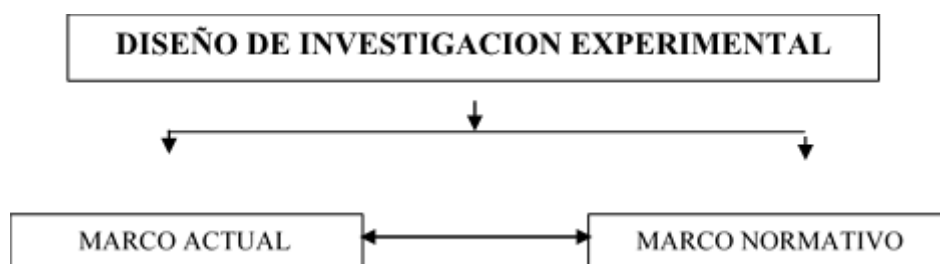 DISEÑO DE INVESTIGACION EXPERIMENTAL
MARCO ACTUAL
MARCO NORMATIVO